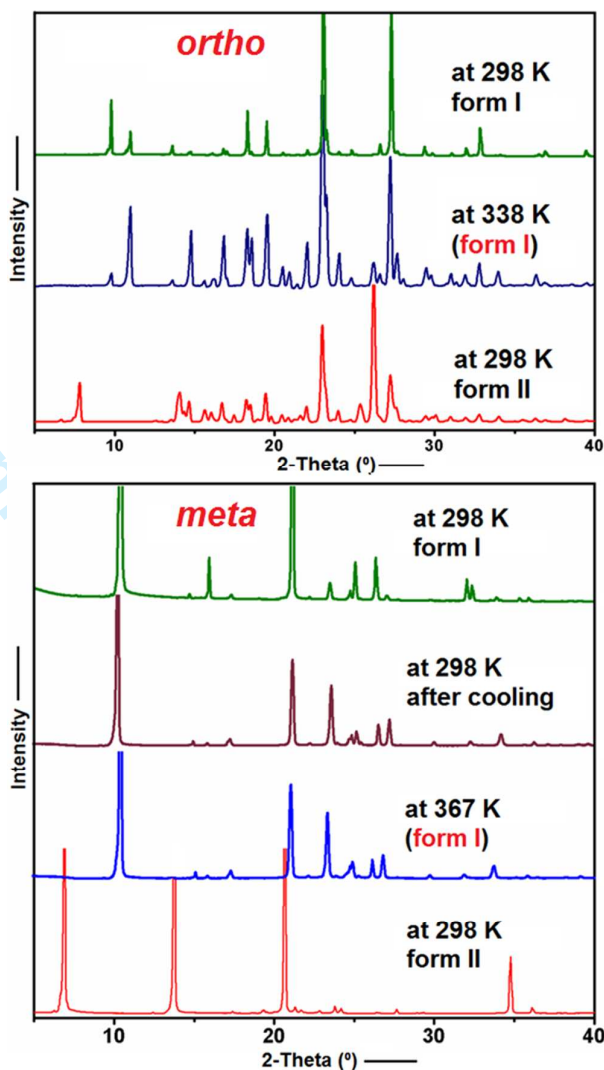 ortho
at 298 K
form I
at 338 K
(form I)
at 298 K
form II
Intensity
10 20 30 40
2-Theta (º)
meta
at 298 K
form I
at 298 K
after cooling
at 367 K
(form I)
at 298 K
form II
Intensity
10 20 30 40
2-Theta (º)